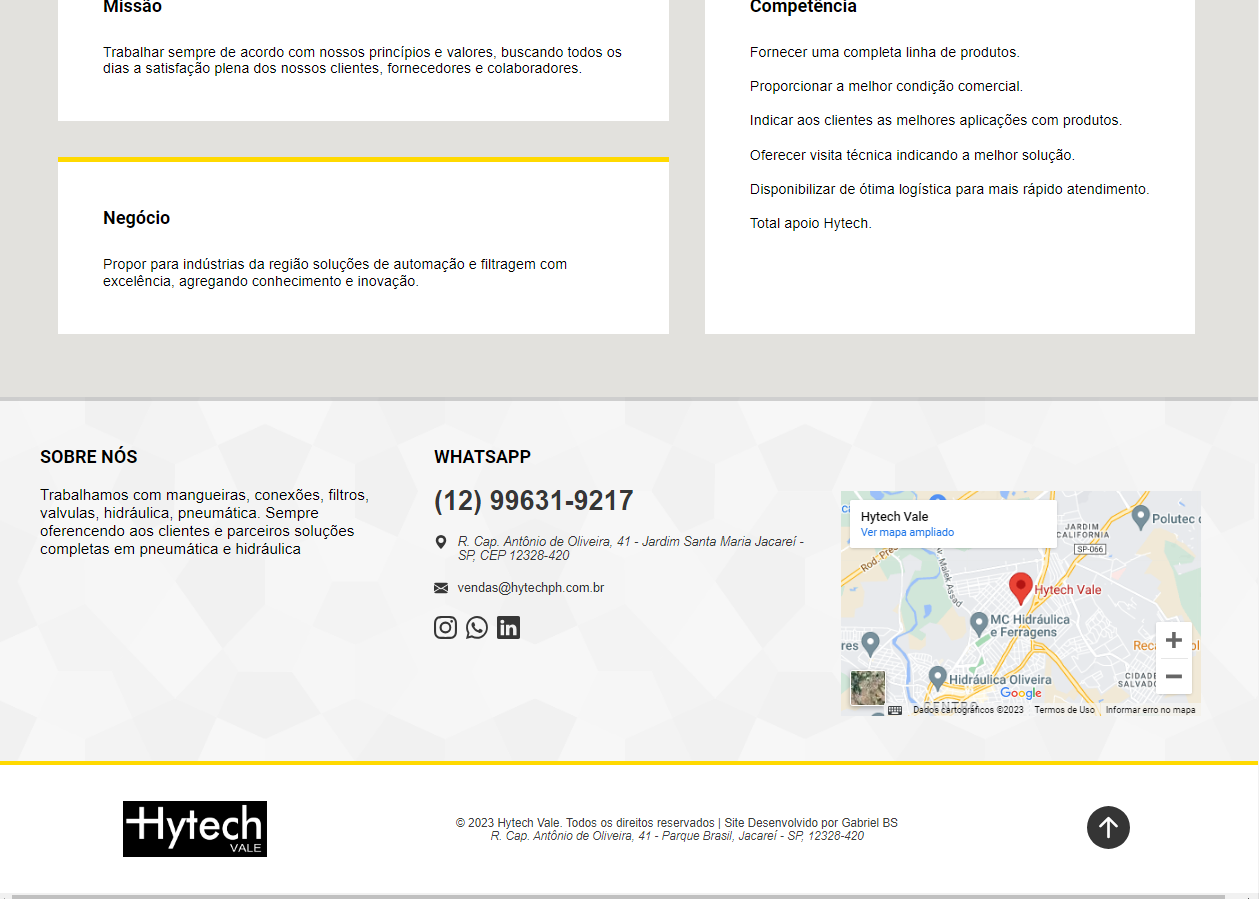 Missão
Trabalhar sempre de acordo com nossos princípios e valores, buscando todos os
dias a satisfação plena dos nossos clientes, fornecedores e colaboradores.
Negócio
Propor para indústrias da região soluções de automação e filtragem com
excelência, agregando conhecimento e inovação.
Competência
Fornecer uma completa linha de produtos.
Proporcionar a melhor condição comercial.
Indicar aos clientes as melhores aplicações com produtos.
Oferecer visita técnica indicando a melhor solução.
Disponibilizar de ótima logística para mais rápido atendimento.
Total apoio Hytech.
SOBRE NÓS
Trabalhamos com mangueiras, conexões, filtros,
valvulas, hidráulica, pneumática. Sempre
oferencendo aos clientes e parceiros soluções
completas em pneumática e hidráulica
WHATSAPP
(12) 99631-9217
R. Cap. Antônio de Oliveira, 41 - Jardim Santa Maria Jacareí -
SP, CEP 12328-420
vendas@hytechph.com.br
Hytech Vale
Ver mapa ampliado
JARDIM
CALIFORNIA
SP-066
Polutec
Rod. Pres
Malek Assad
Hytech Vale
MC Hidráulica
e Ferragens
res
Hidráulica Oliveira
CIDADE
SALVADO
CENTRO
Google
Dados cartográficos ©2023 Termos de Uso Informar erro no mapa
Hytech
VALE
© 2023 Hytech Vale. Todos os direitos reservados | Site Desenvolvido por Gabriel BS
R. Cap. Antônio de Oliveira, 41 - Parque Brasil, Jacareí - SP, 12328-420